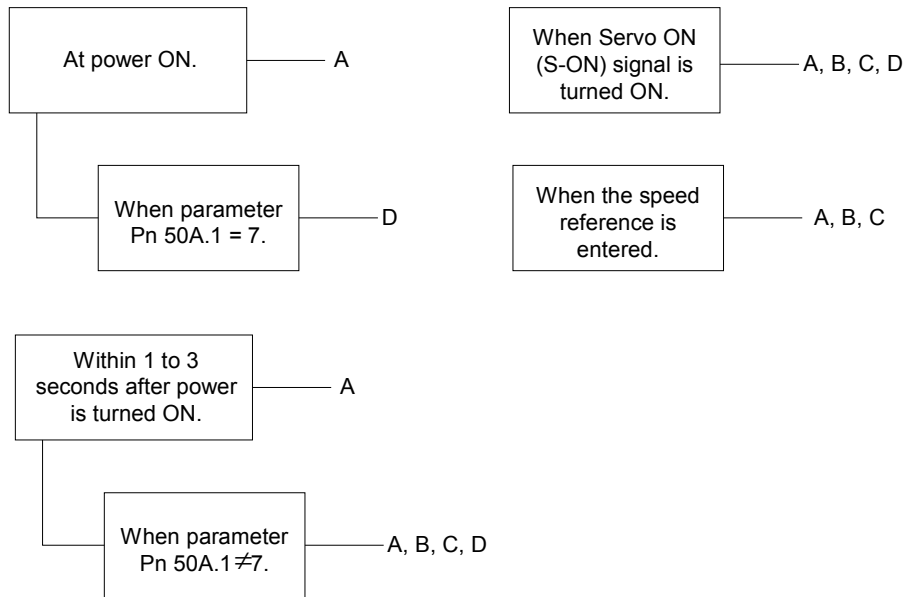 At power ON.
A
When parameter
Pn 50A.1 = 7.
D
When Servo ON
(S-ON) signal is
turned ON.
A, B, C, D
When the speed
reference is
entered.
A, B, C
Within 1 to 3
seconds after power
is turned ON.
A
When parameter
Pn 50A.1≠7.
A, B, C, D